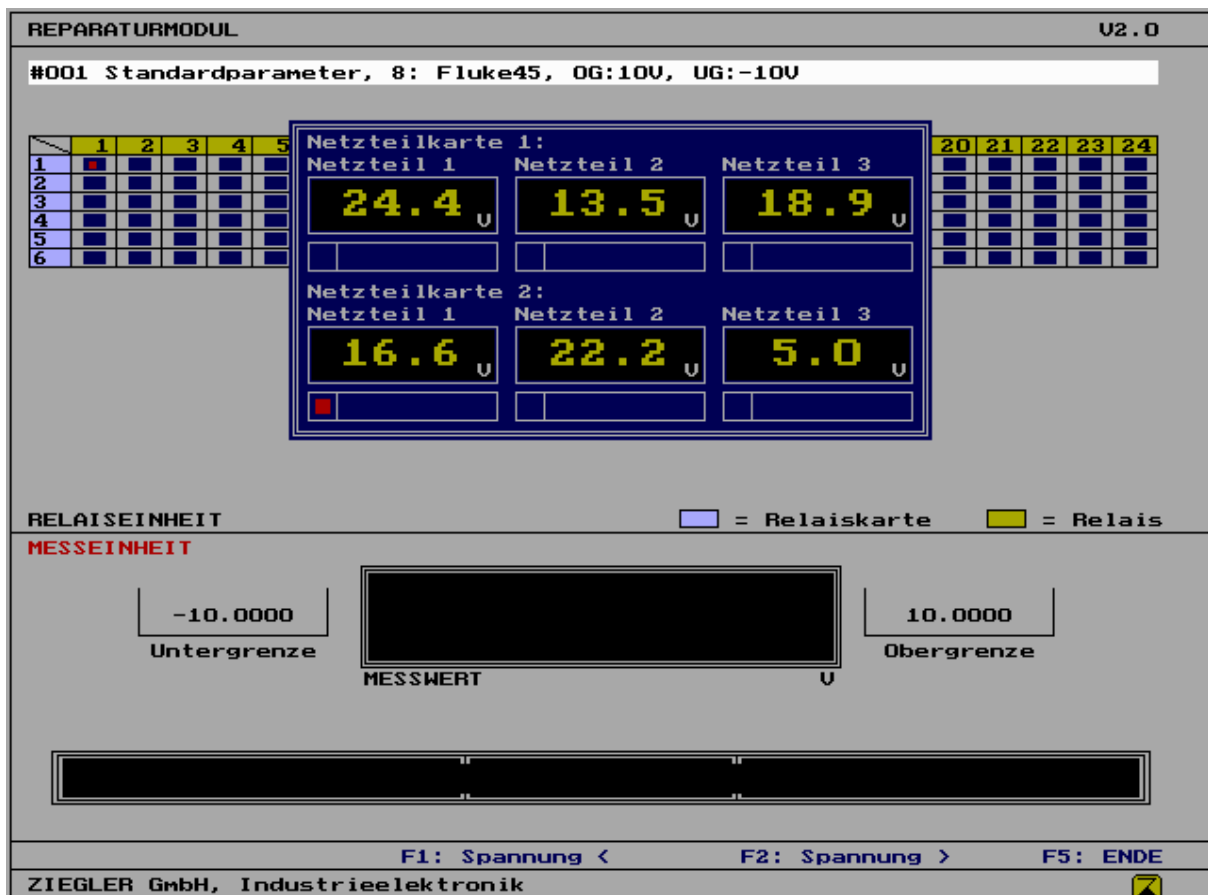 REPARATURMODUL V2.0
#001 Standardparameter, 8: Fluke45, OG:10V, UG:-10V
1 2 3 4 5 20 21 22 23 24
1
2
3
4
5
6
Netzteilkarte 1:
Netzteil 1 Netzteil 2 Netzteil 3
24.4 V 13.5 V 18.9 V
Netzteilkarte 2:
Netzteil 1 Netzteil 2 Netzteil 3
16.6 V 22.2 V 5.0 V
RELAISEINHEIT = Relaiskarte = Relais
MESSEINHEIT
-10.0000 10.0000
Untergrenze Obergrenze
MESSWERT V
F1: Spannung < F2: Spannung > F5: ENDE
ZIEGLER GmbH, Industrieelektronik